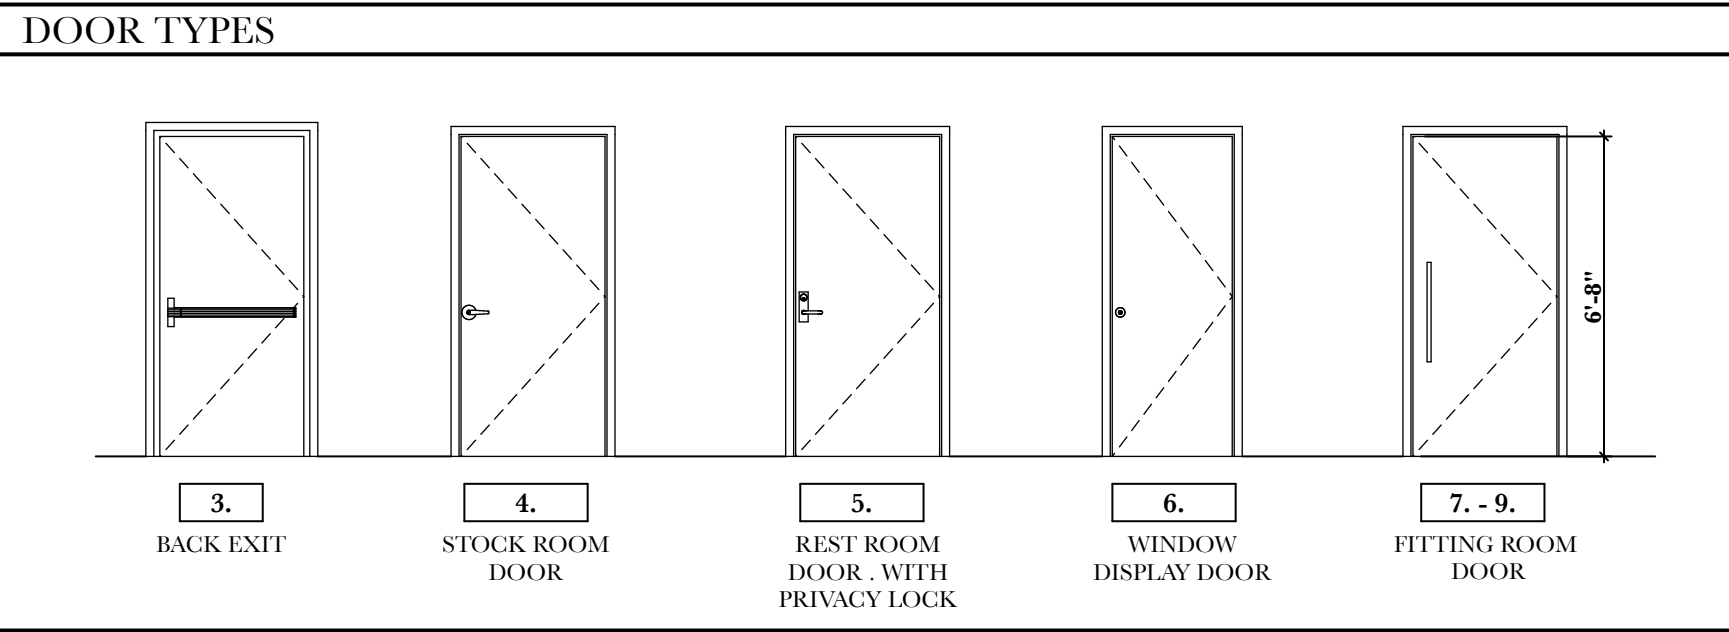 DOOR TYPES
6'-8"
3.
BACK EXIT
4.
STOCK ROOM
DOOR
5.
REST ROOM
DOOR . WITH
PRIVACY LOCK
6.
WINDOW
DISPLAY DOOR
7. - 9.
FITTING ROOM
DOOR